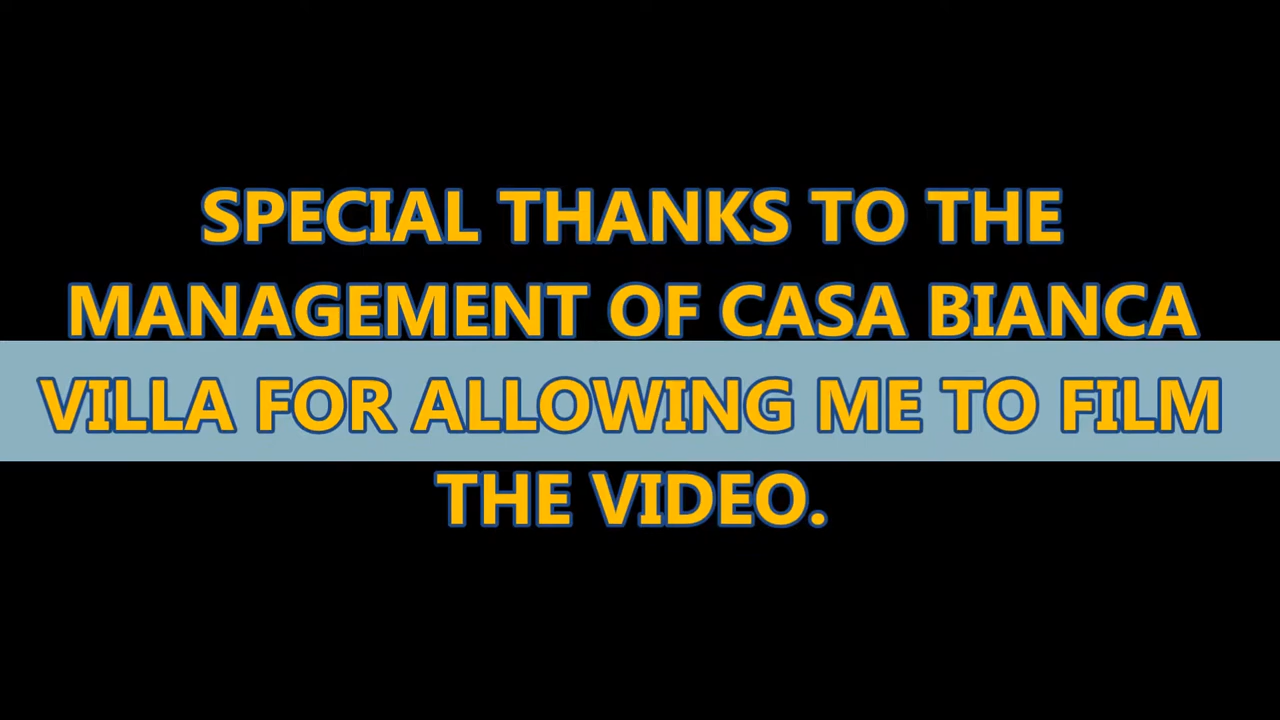 SPECIAL THANKS TO THE
MANAGEMENT OF CASA BIANCA
VILLA FOR ALLOWING ME TO FILM
THE VIDEO.